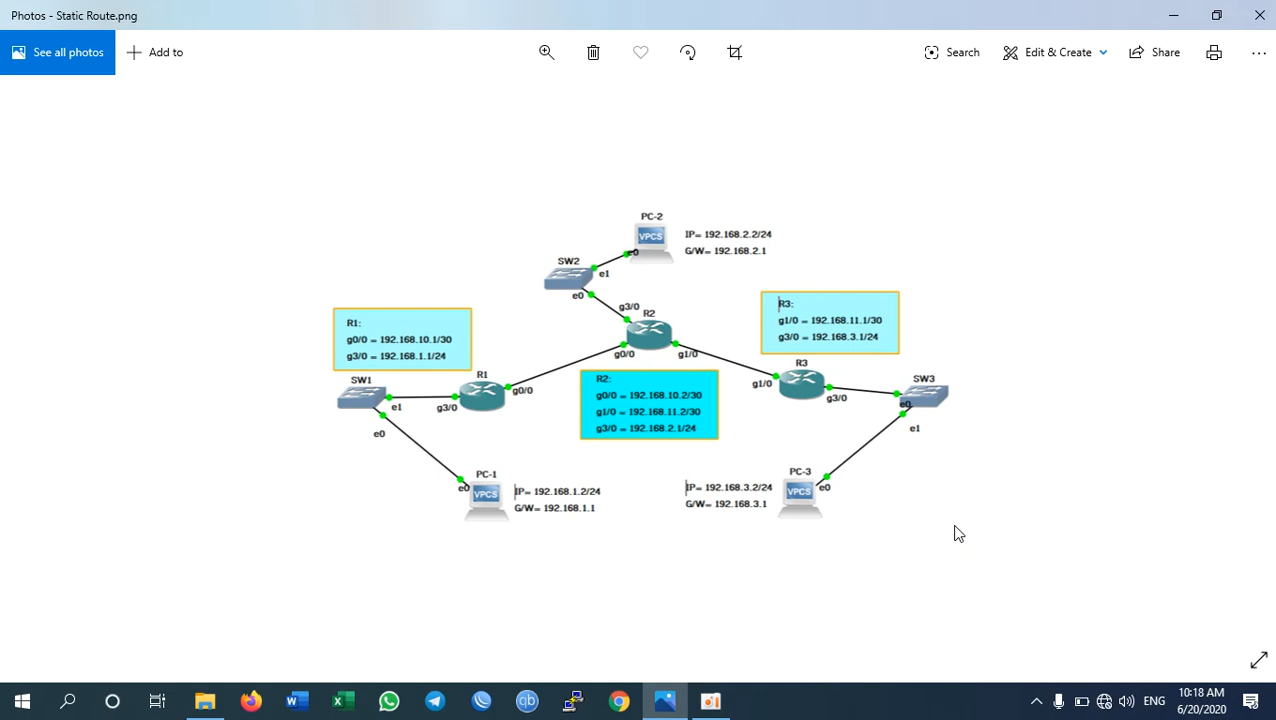 Photos - Static Route.png
See all photos
Add to
Search
Edit & Create
Share
PC-2
VPCS
IP= 192.168.2.2/24
G/W= 192.168.2.1
e0
SW2
e1
e0
g3/0
R2
g0/0
g1/0
R1:
g0/0 = 192.168.10.1/30
g3/0 = 192.168.1.1/24
R3:
g1/0 = 192.168.11.1/30
g3/0 = 192.168.3.1/24
R2:
g0/0 = 192.168.10.2/30
g1/0 = 192.168.11.2/30
g3/0 = 192.168.2.1/24
SW1
e1
e0
R1
g3/0
g0/0
R3
g1/0
g3/0
SW3
e0
e1
PC-1
e0
VPCS
IP= 192.168.1.2/24
G/W= 192.168.1.1
PC-3
VPCS
e0
IP= 192.168.3.2/24
G/W= 192.168.3.1
qb
ENG
10:18 AM
6/20/2020